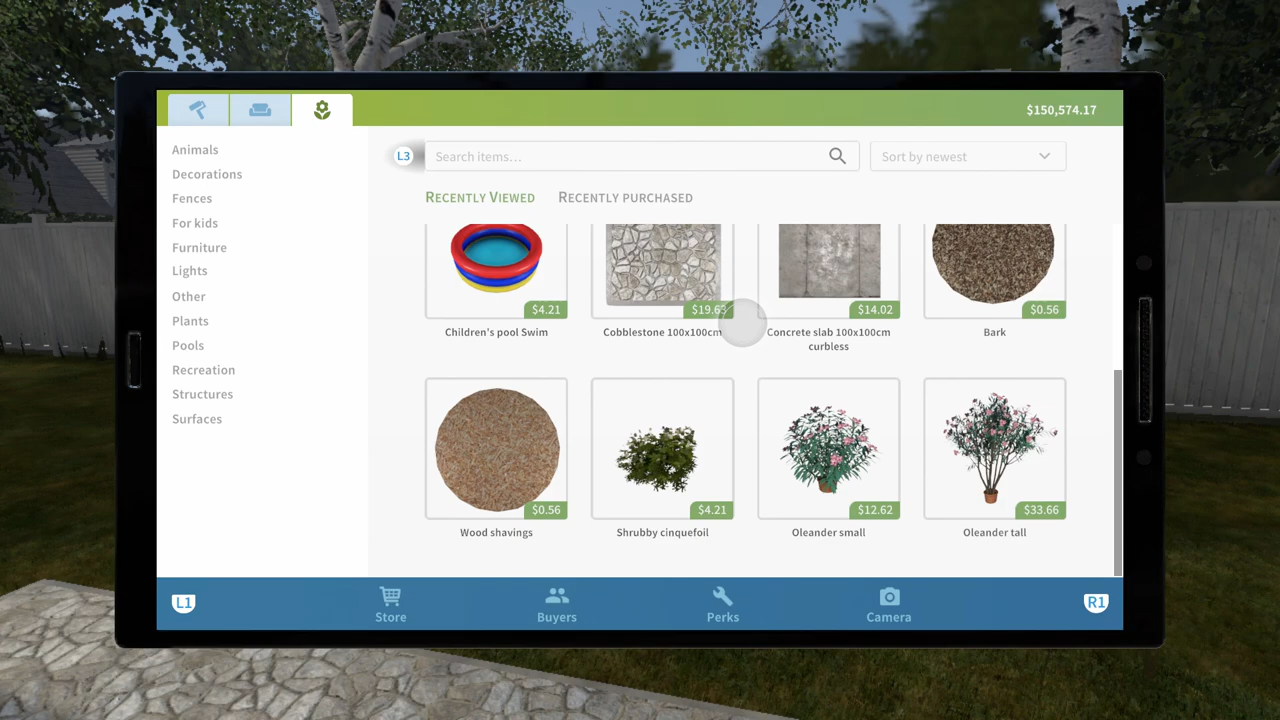 $150,574.17
Animals
Decorations
Fences
For kids
Furniture
Lights
Other
Plants
Pools
Recreation
Structures
Surfaces
L3
Search items...
Sort by newest
RECENTLY VIEWED
RECENTLY PURCHASED
$4.21
$19.63
$14.02
$0.56
Children's pool Swim
Cobblestone 100x100cm
Concrete slab 100x100cm
curbless
Bark
$0.56
$4.21
$12.62
$33.66
Wood shavings
Shrubby cinquefoil
Oleander small
Oleander tall
L1
Store
Buyers
Perks
Camera
R1